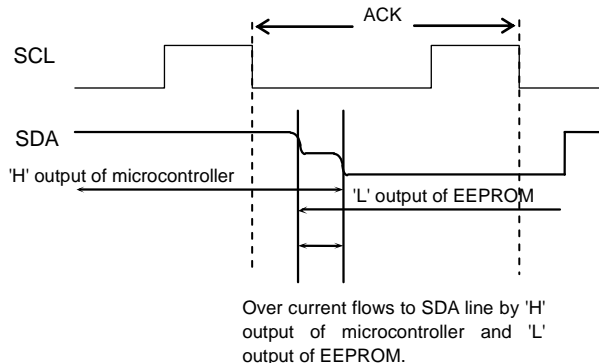 ACK
SCL
SDA
'H' output of microcontroller
'L' output of EEPROM
Over current flows to SDA line by 'H'
output of microcontroller and 'L'
output of EEPROM.